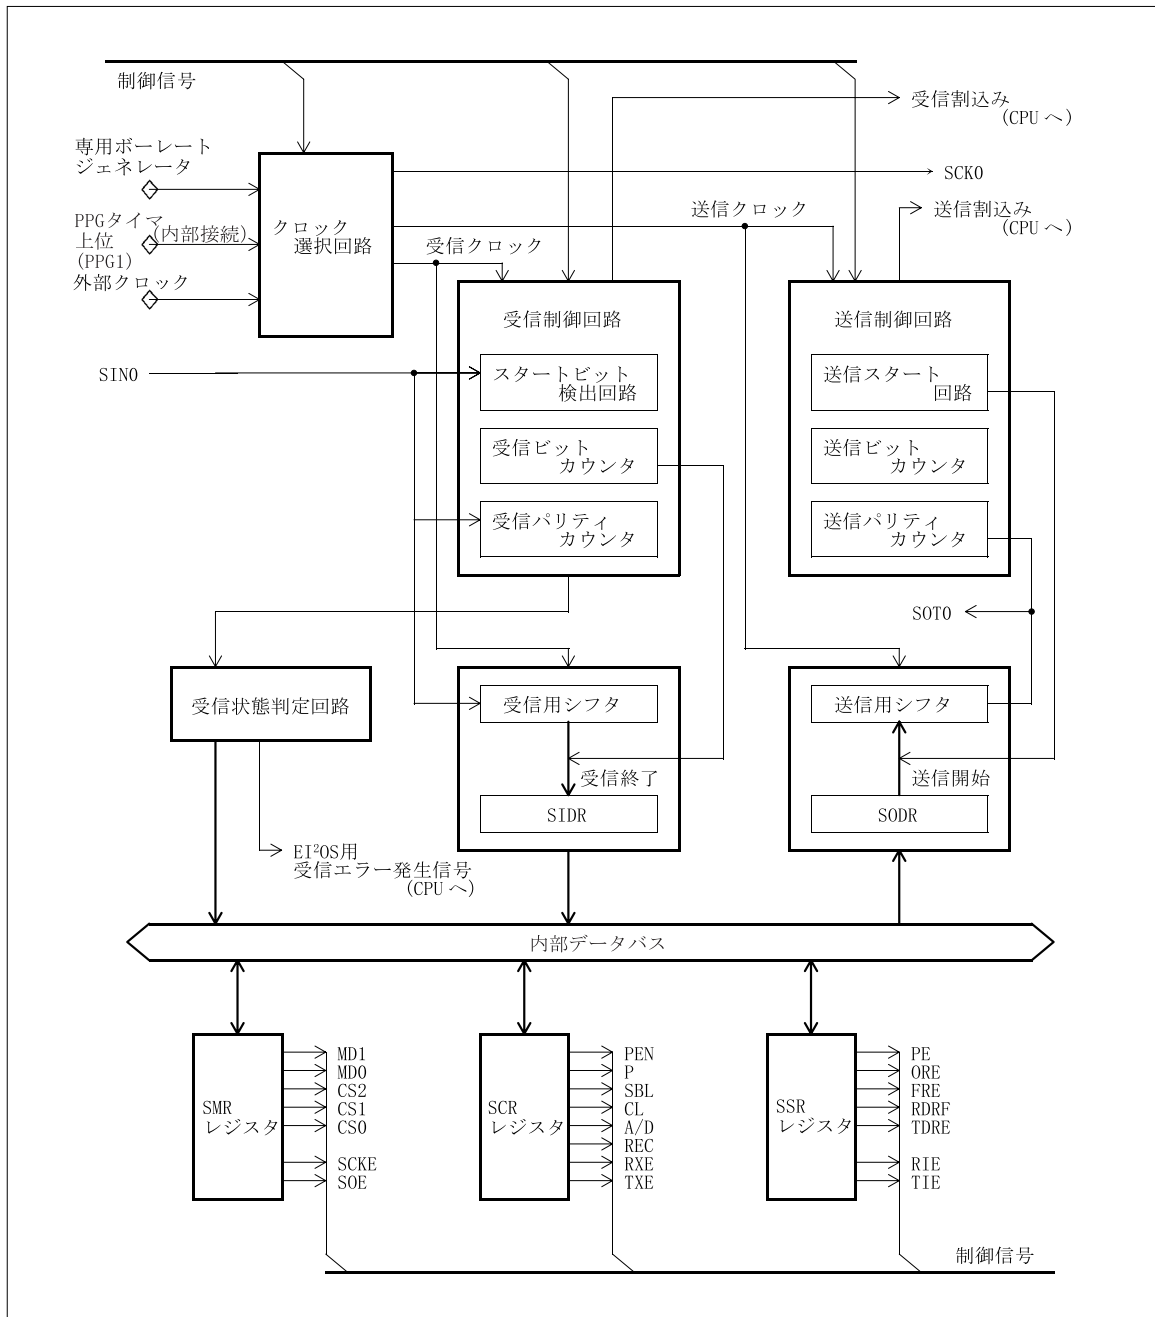 制御信号
受信割込み
(CPU へ)
専用ボーレート
ジェネレータ
SCK0
PPGタイマ
上位
(内部接続)
(PPG1)
外部クロック
クロック
選択回路
送信クロック
送信割込み
(CPU へ)
受信クロック
受信制御回路
送信制御回路
SIN0
スタートビット
検出回路
送信スタート
回路
受信ビット
カウンタ
送信ビット
カウンタ
受信パリティ
カウンタ
送信パリティ
カウンタ
SOT0
受信状態判定回路
受信用シフタ
送信用シフタ
受信終了
送信開始
SIDR
SODR
EI²OS用
受信エラー発生信号
(CPU へ)
内部データバス
SMR
レジスタ
MD1
MD0
CS2
CS1
CS0
SCKE
SOE
SCR
レジスタ
PEN
P
SBL
CL
A/D
REC
RXE
TXE
SSR
レジスタ
PE
ORE
FRE
RDRF
TDRE
RIE
TIE
制御信号